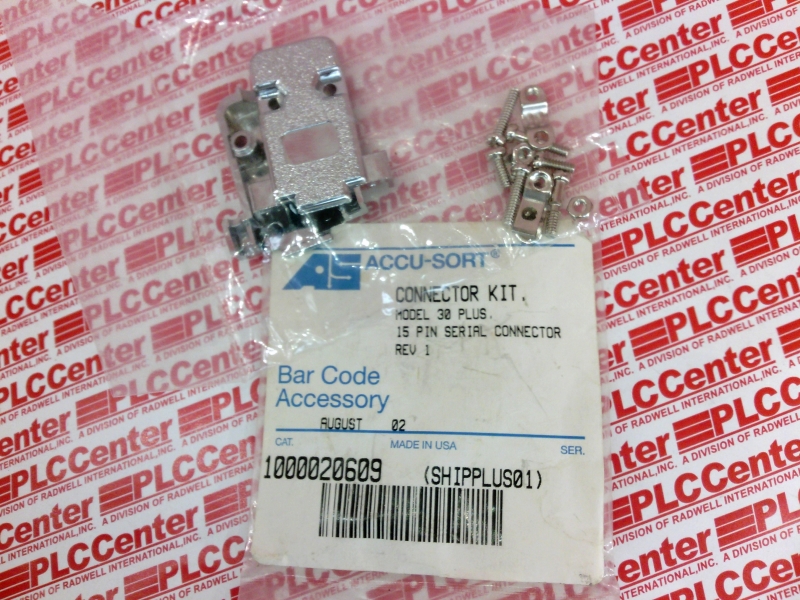 AS ACCU-SORT®
CONNECTOR KIT,
MODEL 30 PLUS.
15 PIN SERIAL CONNECTOR
REV 1
Bar Code
Accessory
AUGUST 02
CAT. MADE IN USA SER.
1000020609 (SHIPPLUS01)
PLCCenter
A DIVISION OF RADWELL INTERNATIONAL, INC.